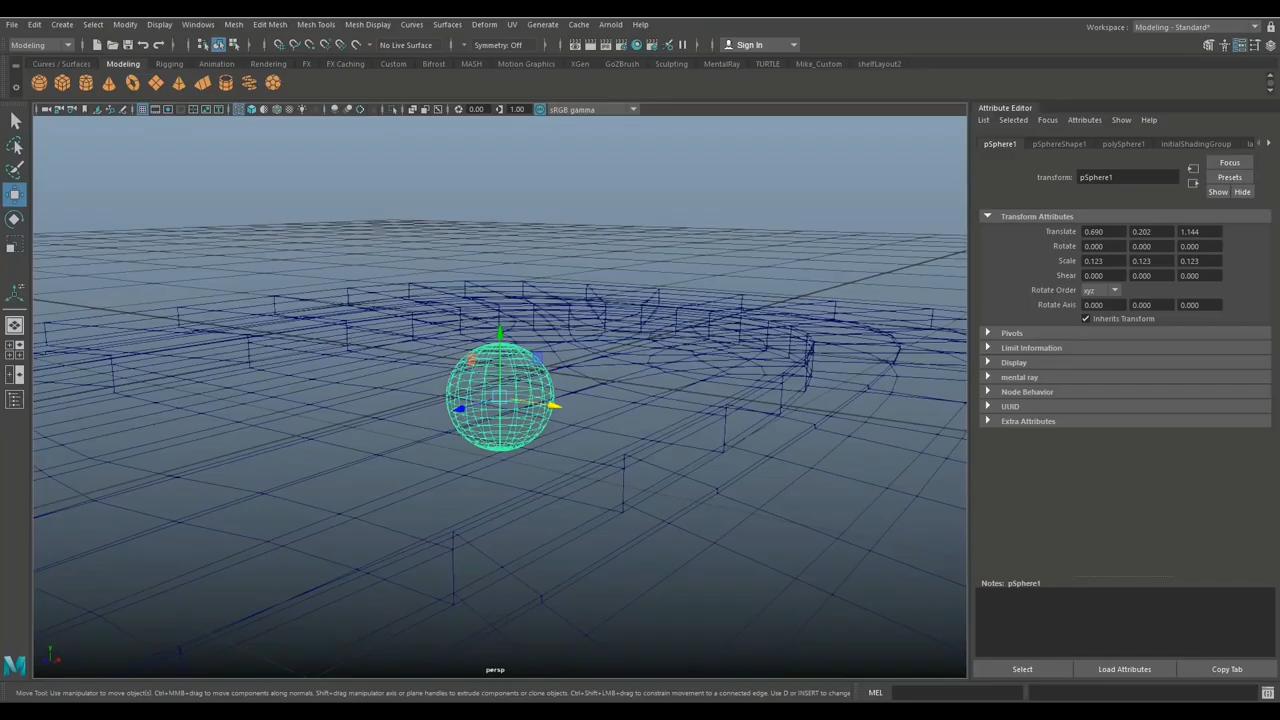 File Edit Create Select Modify Display Windows Mesh Edit Mesh Mesh Tools Mesh Display Curves Surfaces Deform UV Generate Cache Arnold Help
Workspace : Modeling - Standard*
Modeling No Live Surface Symmetry: Off Sign In
Curves / Surfaces Modeling Rigging Animation Rendering FX FX Caching Custom Bifrost MASH Motion Graphics XGen GoZBrush Sculpting MentalRay TURTLE Mike_Custom shelfLayout2
0.00 1.00 sRGB gamma
Attribute Editor
List Selected Focus Attributes Show Help
pSphere1 pSphereShape1 polySphere1 initialShadingGroup la
Focus
transform: pSphere1 Presets
Show Hide
Transform Attributes
Translate 0.690 0.202 1.144
Rotate 0.000 0.000 0.000
Scale 0.123 0.123 0.123
Shear 0.000 0.000 0.000
Rotate Order xyz
Rotate Axis 0.000 0.000 0.000
Inherits Transform
Pivots
Limit Information
Display
mental ray
Node Behavior
UUID
Extra Attributes
Notes: pSphere1
persp
Select Load Attributes Copy Tab
Move Tool: Use manipulator to move object(s). Ctrl+MMB+drag to move components along normals. Shift+drag manipulator axis or plane handles to extrude components or clone objects. Ctrl+Shift+LMB+drag to constrain movement to a connected edge. Use D or INSERT to change
MEL